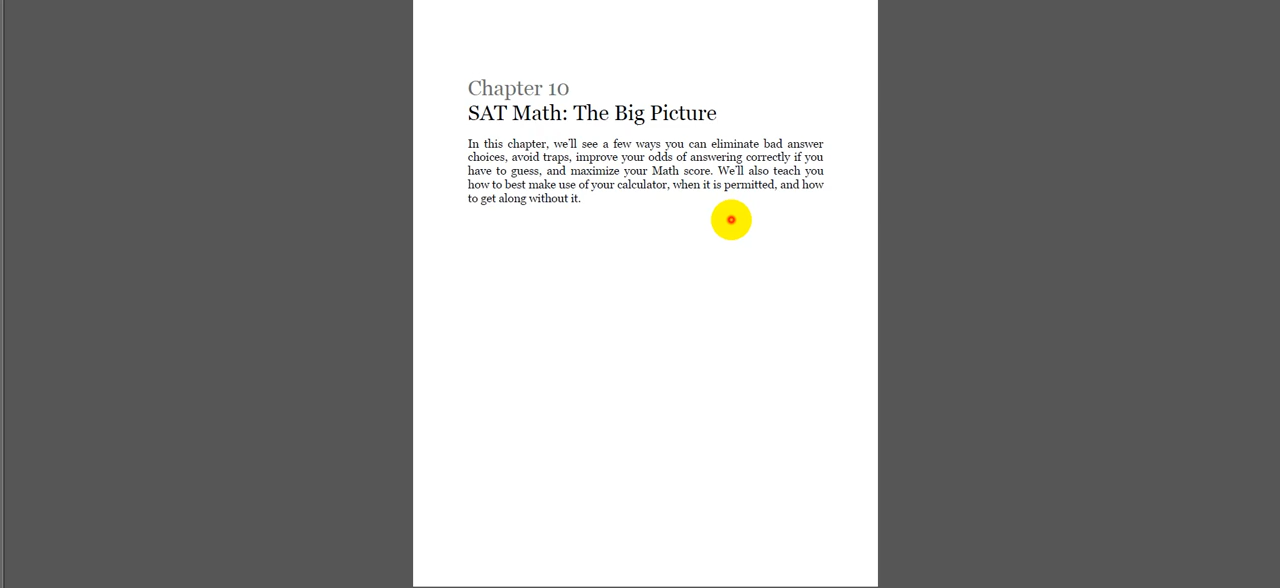 Chapter 10
SAT Math: The Big Picture
In this chapter, we'll see a few ways you can eliminate bad answer
choices, avoid traps, improve your odds of answering correctly if you
have to guess, and maximize your Math score. We'll also teach you
how to best make use of your calculator, when it is permitted, and how
to get along without it.